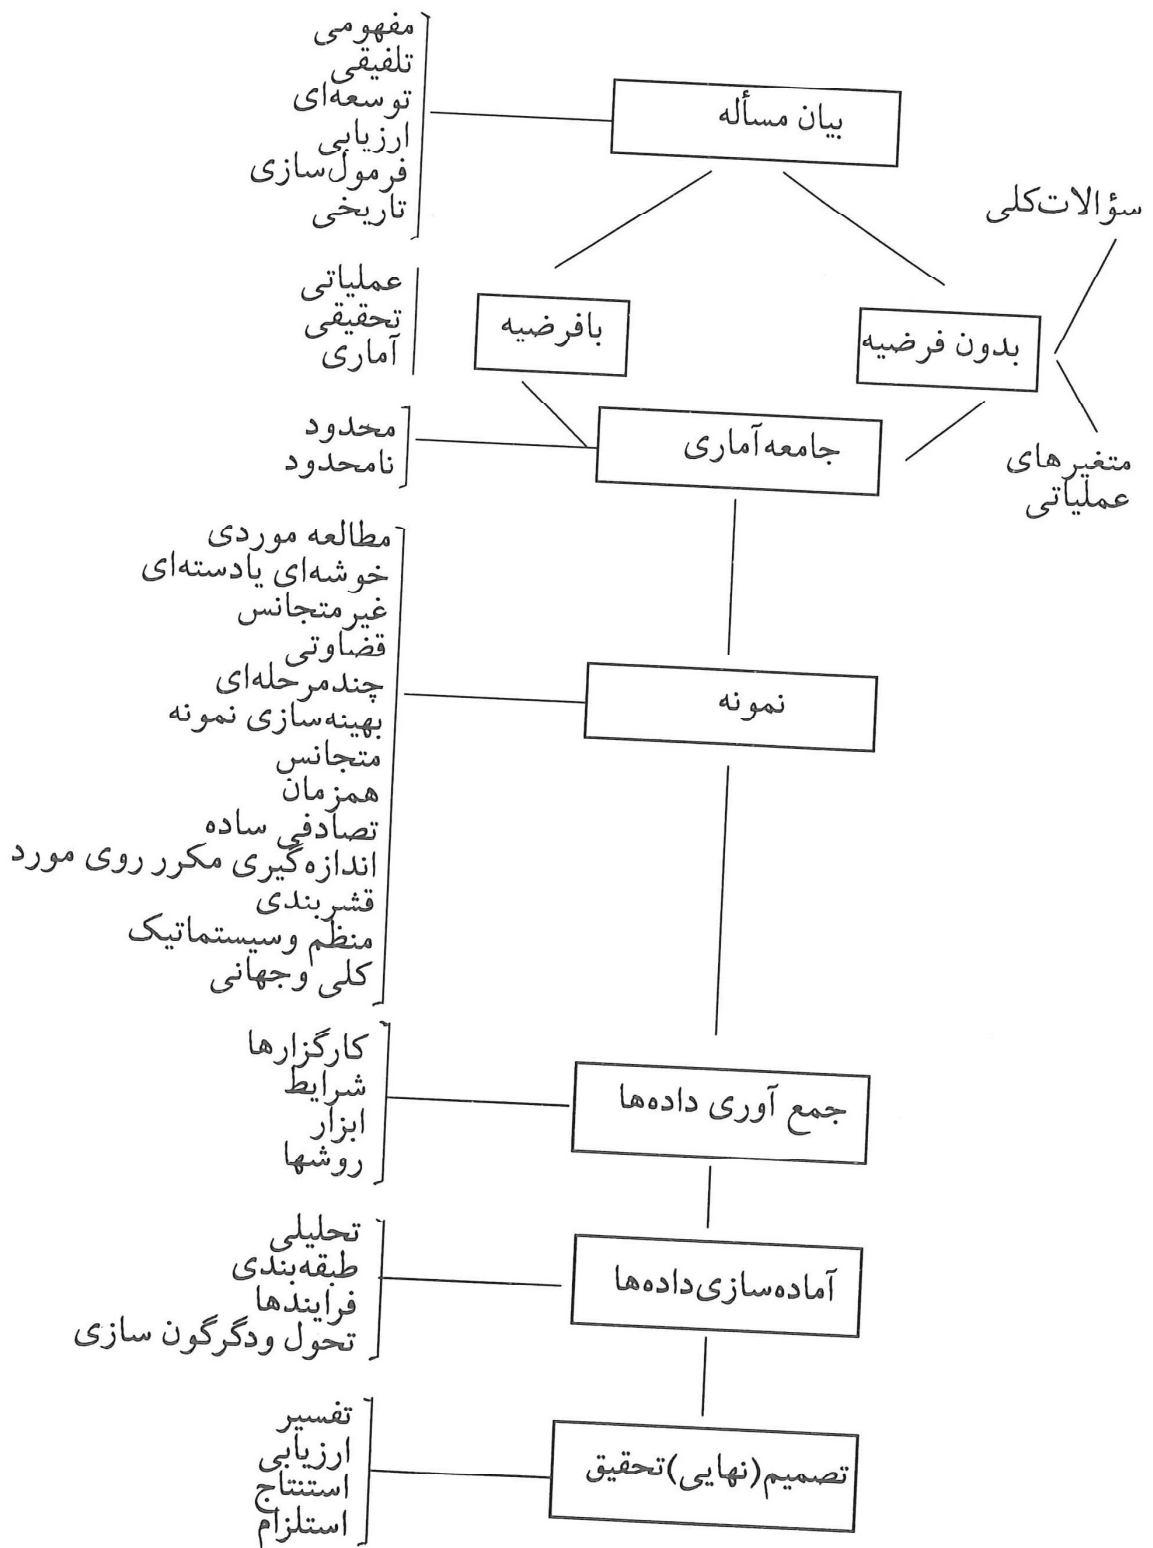 بیان مسأله
مفهومی
تلفیقی
توسعه‌ای
ارزیابی
فرمول‌سازی
تاریخی
سؤالات‌کلی
بدون فرضیه
بافرضیه
عملیاتی
تحقیقی
آماری
متغیرهای
عملیاتی
جامعه‌آماری
محدود
نامحدود
نمونه
مطالعه موردی
خوشه‌ای یادسته‌ای
غیرمتجانس
قضاوتی
چندمرحله‌ای
بهینه‌سازی نمونه
متجانس
همزمان
تصادفی ساده
اندازه‌گیری مکرر روی مورد
قشربندی
منظم وسیستماتیک
کلی وجهانی
جمع آوری داده‌ها
کارگزارها
شرایط
ابزار
روشها
آماده‌سازی‌داده‌ها
تحلیلی
طبقه‌بندی
فرایندها
تحول ودگرگون سازی
تصمیم(نهایی)تحقیق
تفسیر
ارزیابی
استنتاج
استلزام